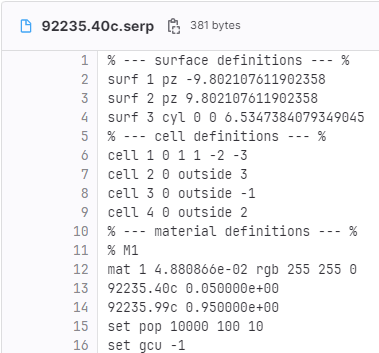 92235.40c.serp 381 bytes
1 % --- surface definitions --- %
2 surf 1 pz -9.802107611902358
3 surf 2 pz 9.802107611902358
4 surf 3 cyl 0 0 6.5347384079349045
5 % --- cell definitions --- %
6 cell 1 0 1 1 -2 -3
7 cell 2 0 outside 3
8 cell 3 0 outside -1
9 cell 4 0 outside 2
10 % --- material definitions --- %
11 % M1
12 mat 1 4.880866e-02 rgb 255 255 0
13 92235.40c 0.050000e+00
14 92235.99c 0.950000e+00
15 set pop 10000 100 10
16 set gcu -1